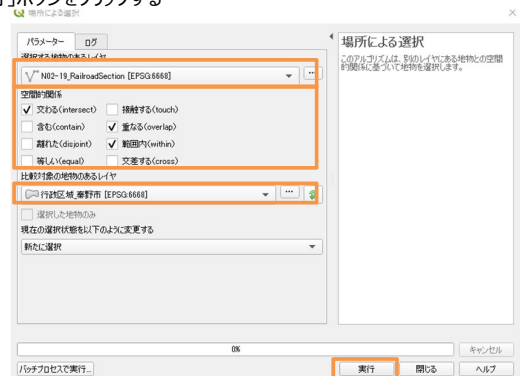 」ボタンをクリックする
場所による選択
パラメーター ログ
選択する地物のあるレイヤ
N02-19_RailroadSection [EPSG:6668]
...
空間的関係
交わる(intersect) 接触する(touch)
含む(contain) 重なる(overlap)
離れた(disjoint) 範囲内(within)
等しい(equal) 交差する(cross)
比較対象の地物のあるレイヤ
行政区域_秦野市 [EPSG:6668]
...
選択した地物のみ
現在の選択状態を以下のように変更する
新たに選択
場所による選択
このアルゴリズムは、別のレイヤにある地物との空間
的関係に基づいて地物を選択します。
0%
キャンセル
バッチプロセスで実行...
実行 閉じる ヘルプ